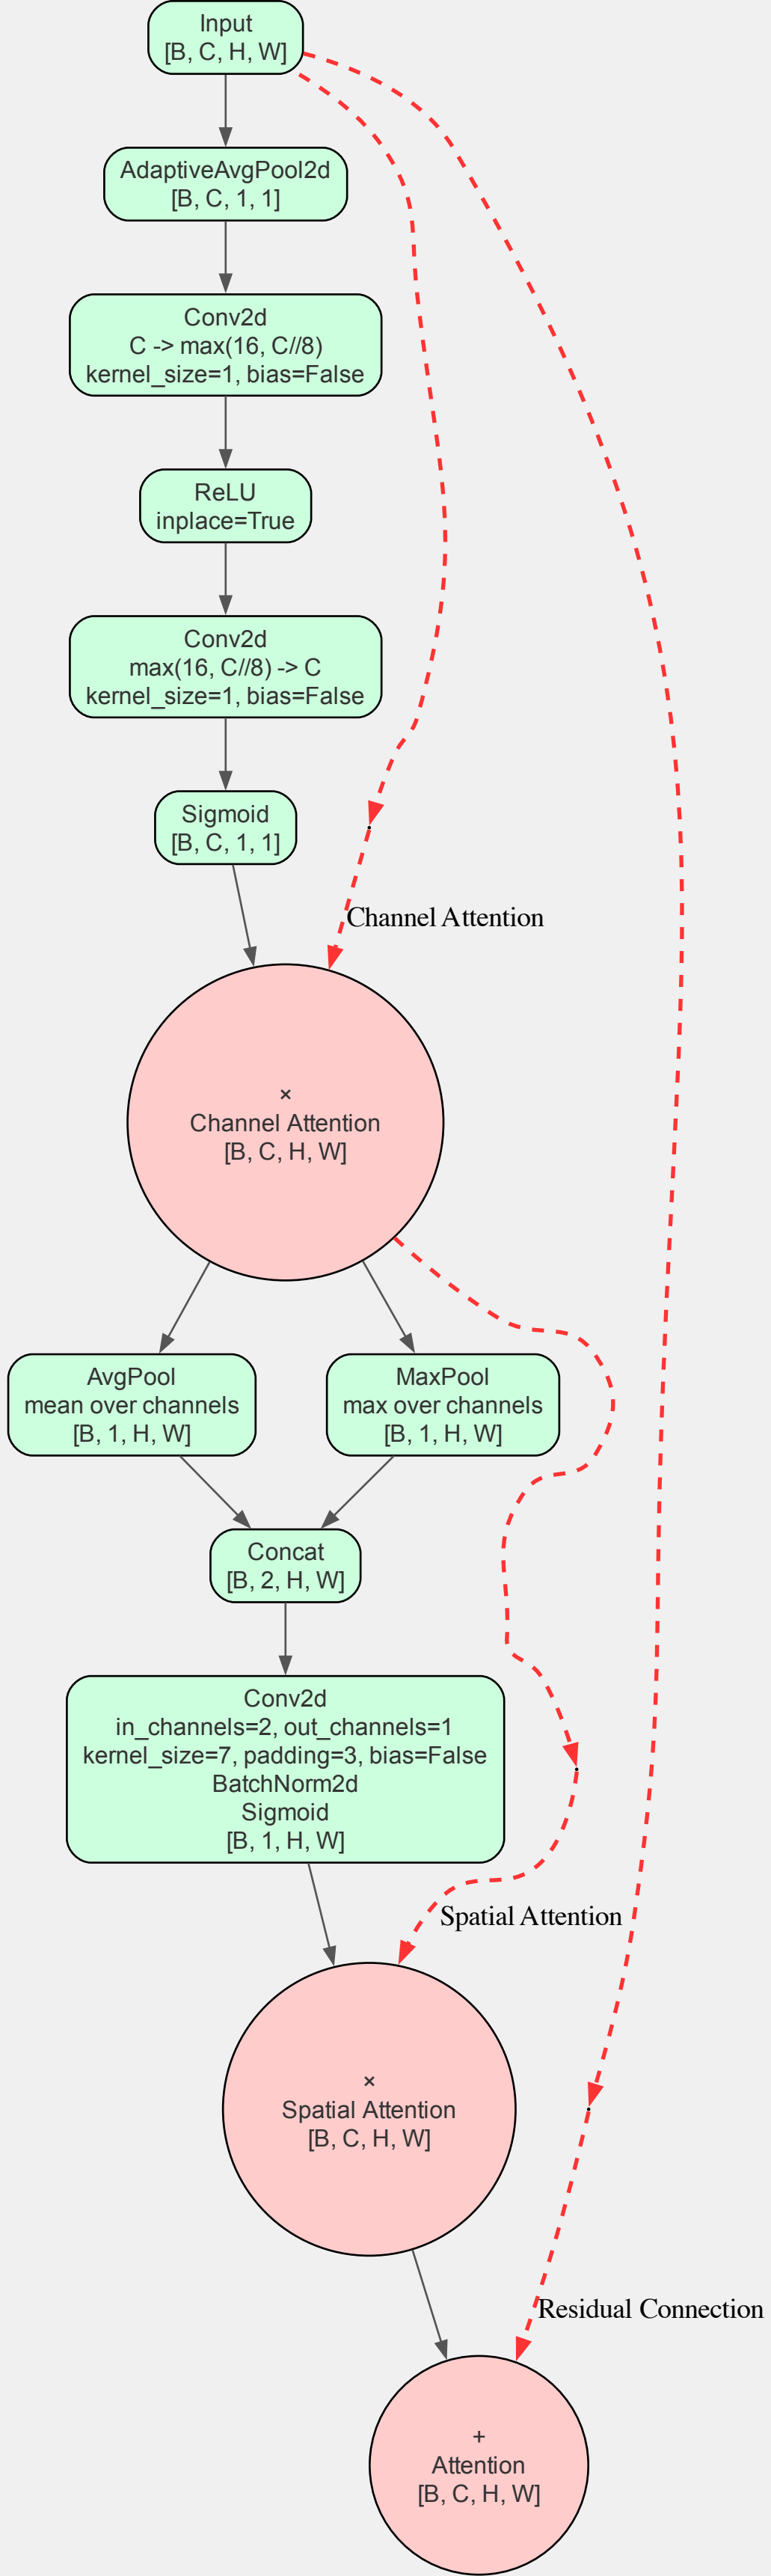 Input
[B, C, H, W]
AdaptiveAvgPool2d
[B, C, 1, 1]
Conv2d
C -> max(16, C//8)
kernel_size=1, bias=False
ReLU
inplace=True
Conv2d
max(16, C//8) -> C
kernel_size=1, bias=False
Sigmoid
[B, C, 1, 1]
Channel Attention
×
Channel Attention
[B, C, H, W]
AvgPool
mean over channels
[B, 1, H, W]
MaxPool
max over channels
[B, 1, H, W]
Concat
[B, 2, H, W]
Conv2d
in_channels=2, out_channels=1
kernel_size=7, padding=3, bias=False
BatchNorm2d
Sigmoid
[B, 1, H, W]
Spatial Attention
×
Spatial Attention
[B, C, H, W]
Residual Connection
+
Attention
[B, C, H, W]